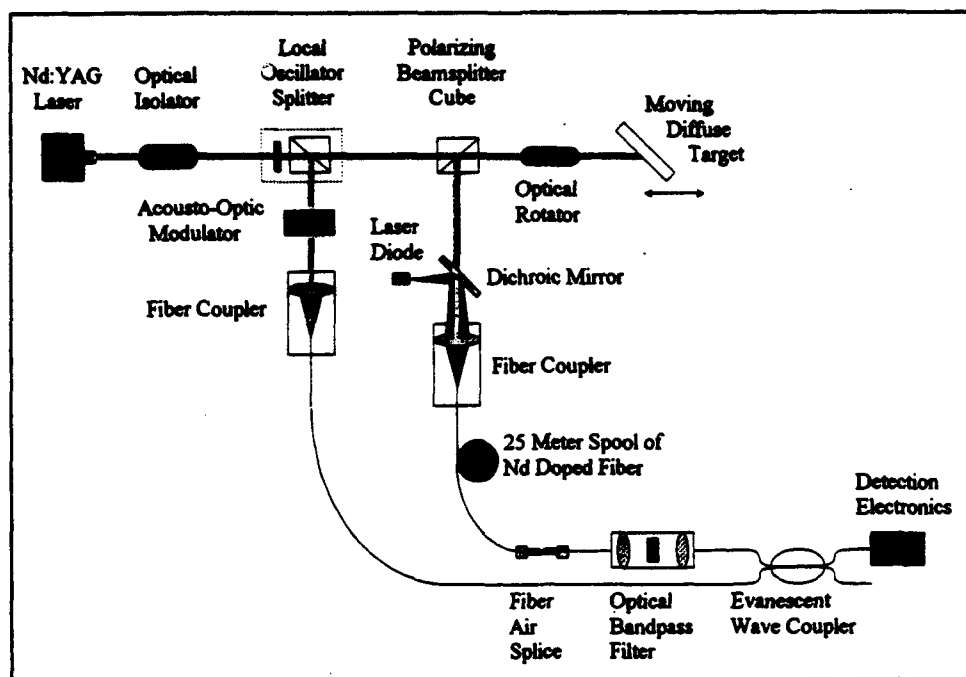 Nd:YAG
Laser
Optical
Isolator
Local
Oscillator
Splitter
Polarizing
Beamsplitter
Cube
Moving
Diffuse
Target
Optical
Rotator
Acousto-Optic
Modulator
Laser
Diode
Dichroic Mirror
Fiber Coupler
Fiber Coupler
25 Meter Spool of
Nd Doped Fiber
Detection
Electronics
Fiber
Air
Splice
Optical
Bandpass
Filter
Evanescent
Wave Coupler